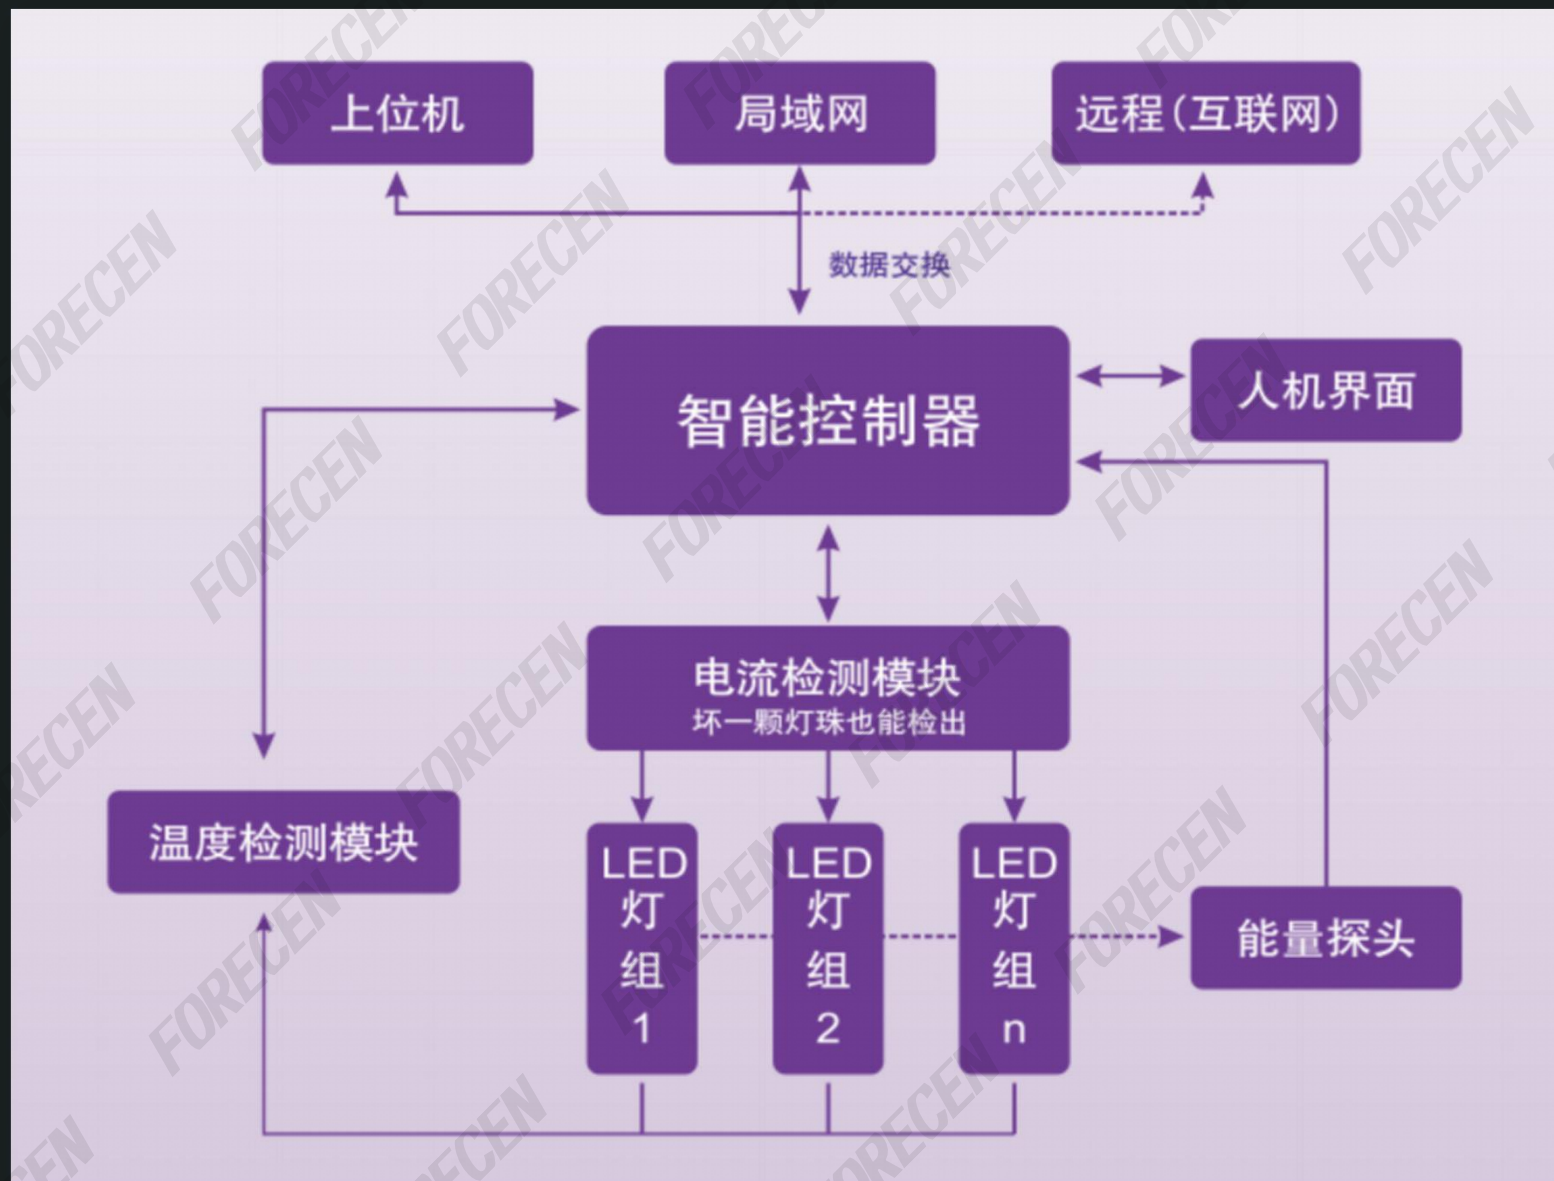 上位机
局域网
远程(互联网)
数据交换
智能控制器
人机界面
电流检测模块
坏一颗灯珠也能检出
温度检测模块
LED
灯
组
1
LED
灯
组
2
LED
灯
组
n
能量探头
FORECEN